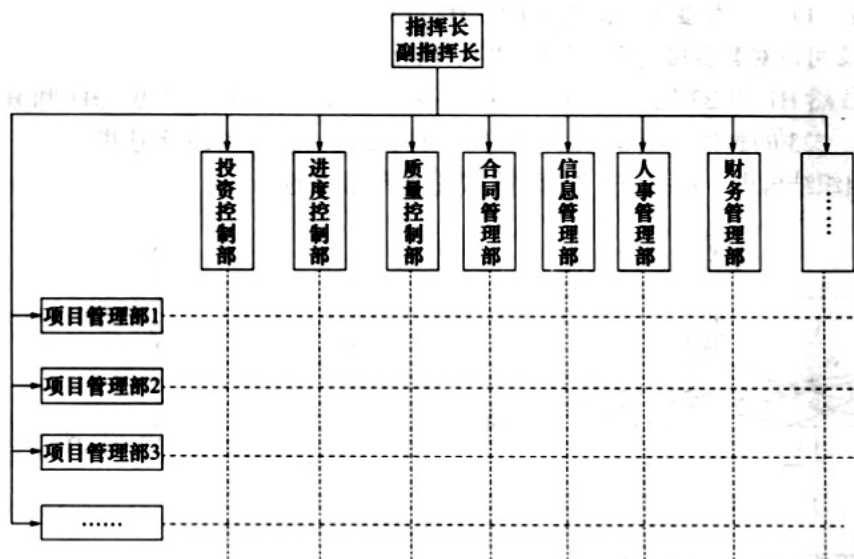 指挥长
副指挥长
投资控制部
进度控制部
质量控制部
合同管理部
信息管理部
人事管理部
财务管理部
………
项目管理部1
项目管理部2
项目管理部3
……